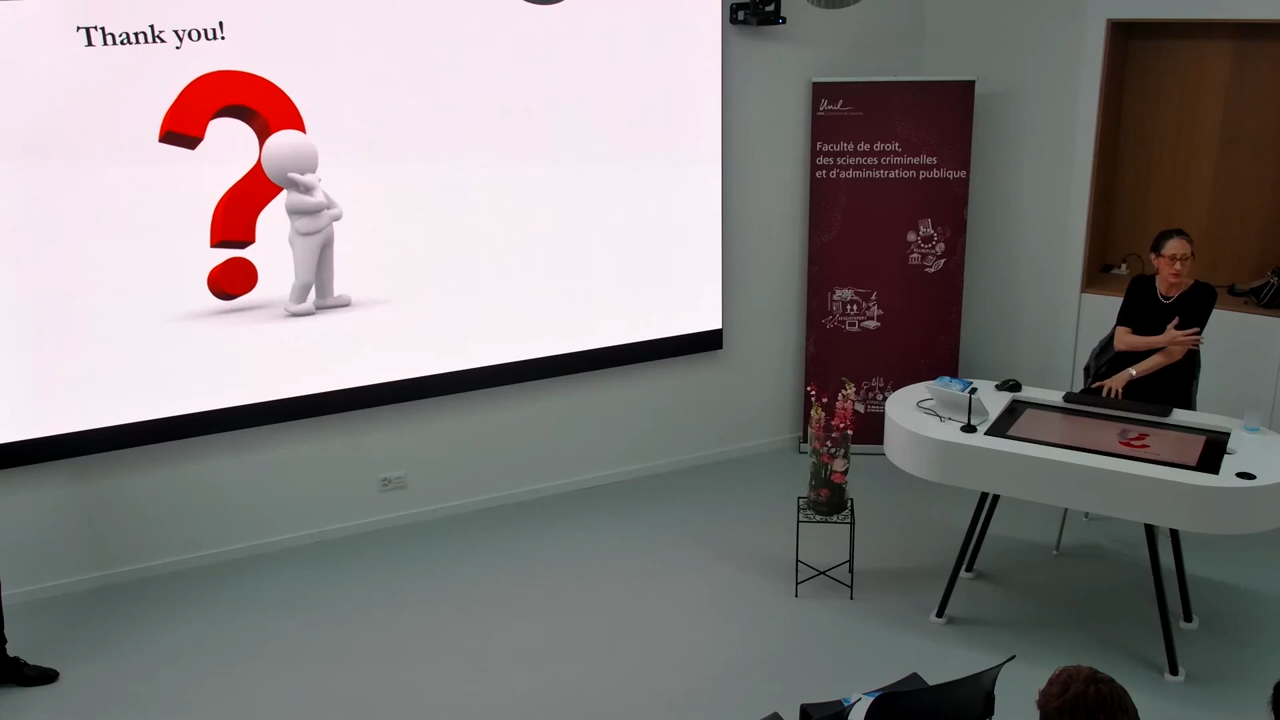 Thank you!
Unil
Faculté de droit,
des sciences criminelles
et d'administration publique